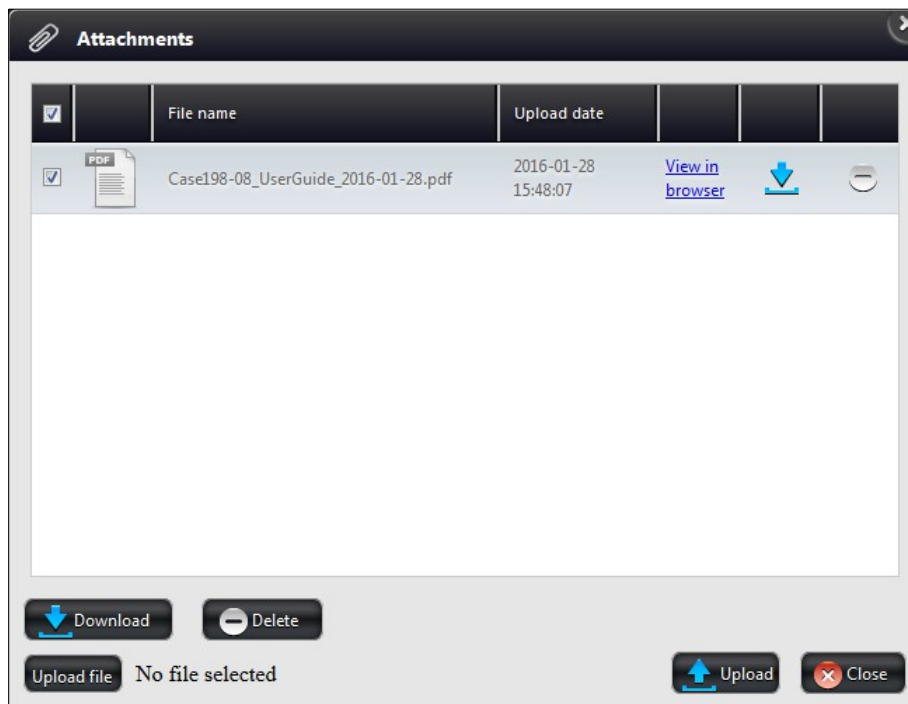 Attachments
File name Upload date
PDF
Case198-08_UserGuide_2016-01-28.pdf
2016-01-28
15:48:07
View in
browser
Download Delete
Upload file No file selected Upload Close